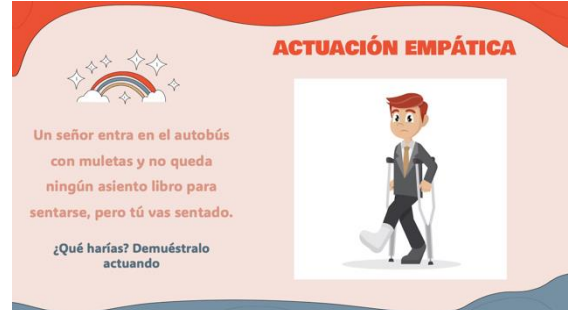 ACTUACIÓN EMPÁTICA
Un señor entra en el autobús
con muletas y no queda
ningún asiento libro para
sentarse, pero tú vas sentado.
¿Qué harías? Demuéstralo
actuando